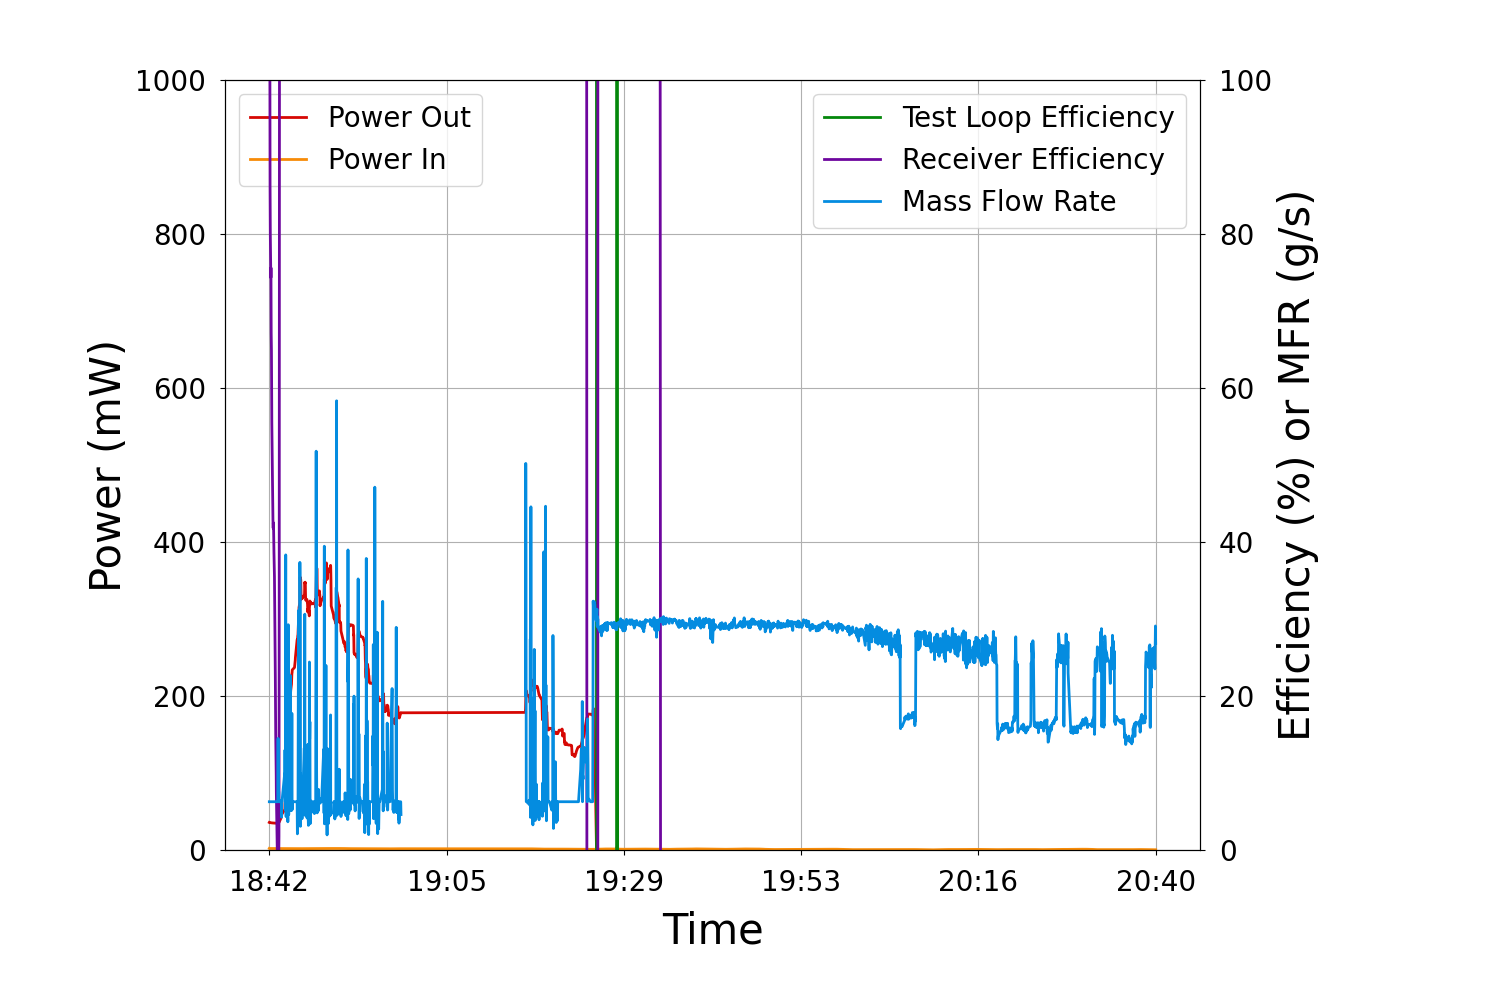 Power Out
Power In
Test Loop Efficiency
Receiver Efficiency
Mass Flow Rate
1000
800
600
400
200
0
Power (mW)
100
80
60
40
20
0
Efficiency (%) or MFR (g/s)
18:42 19:05 19:29 19:53 20:16 20:40
Time